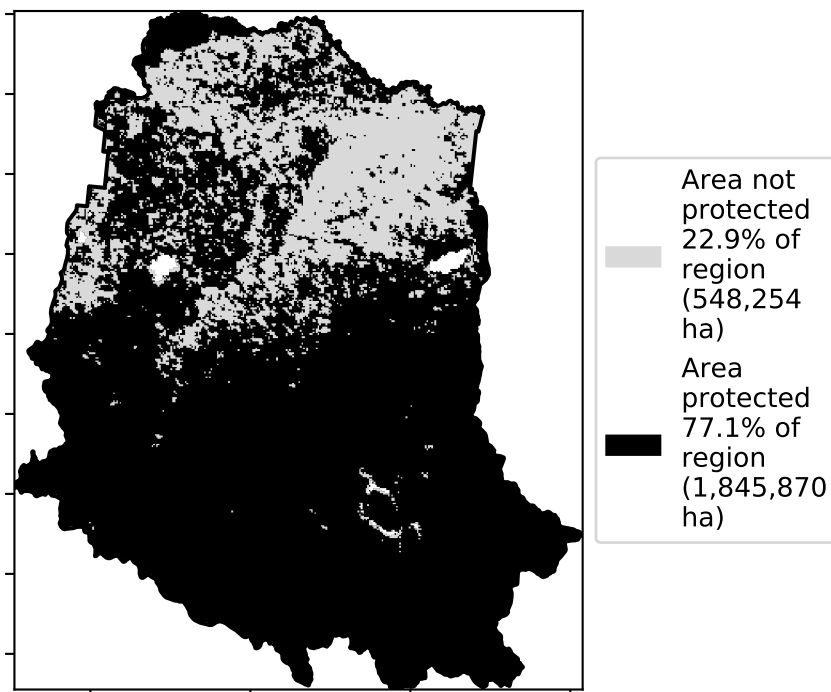 Area not
protected
22.9% of
region
(548,254
ha)
Area
protected
77.1% of
region
(1,845,870
ha)